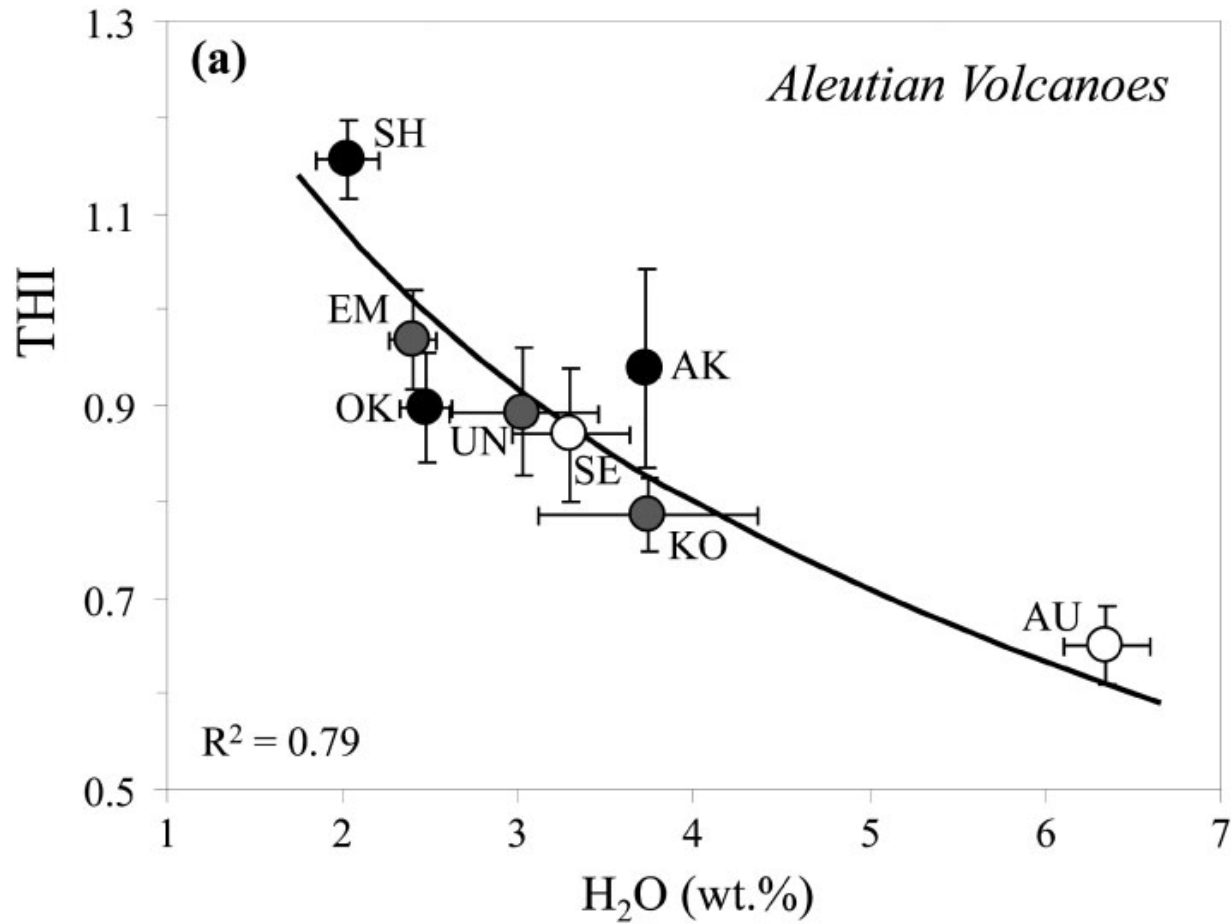 1.3
(a)
Aleutian Volcanoes
SH
1.1
THI
EM
AK
0.9
OK
UN
SE
KO
0.7
AU
R² = 0.79
0.5
1 2 3 4 5 6 7
H₂O (wt.%)